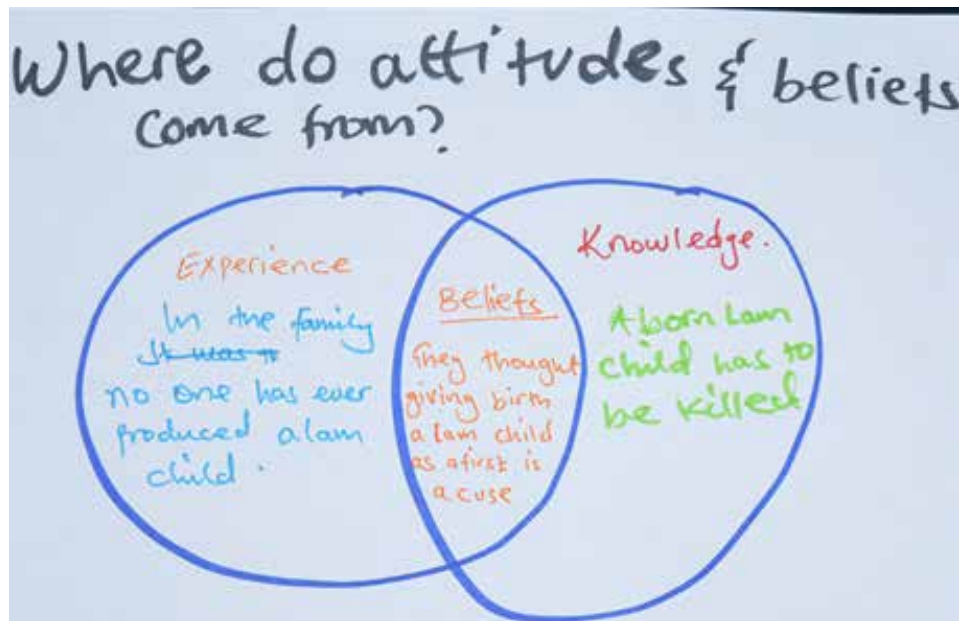 Where do attitudes & beliefs
come from?
Experience
In the family
It was
no one has ever
produced a lam
child.
Beliefs
They thought
giving birth
a lam child
as a first is
a cuse
Knowledge.
A born Lam
child has to
be killed